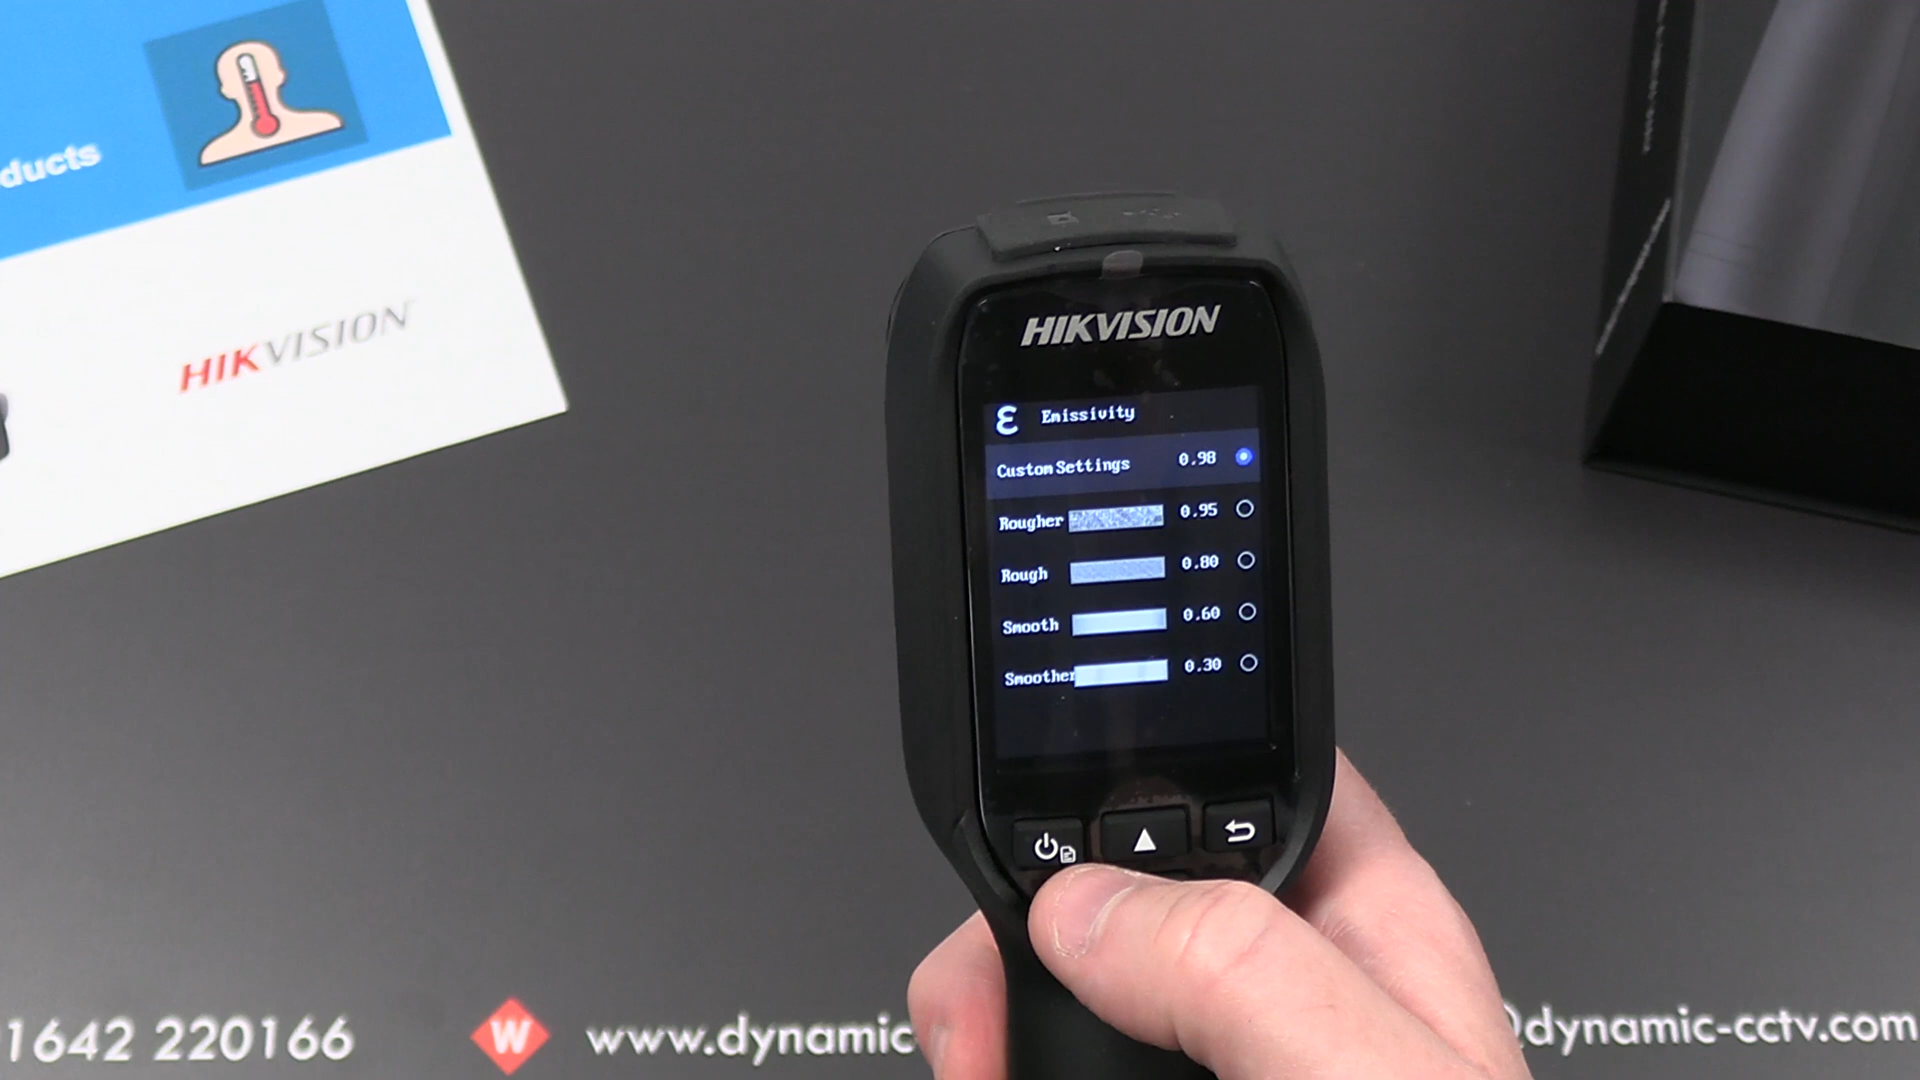 ducts
HIKVISION
HIKVISION
ε Emissivity
Custom Settings 0.98
Rougher 0.95
Rough 0.80
Smooth 0.60
Smoother 0.30
1642 220166
W
www.dynamic-
@dynamic-cctv.com